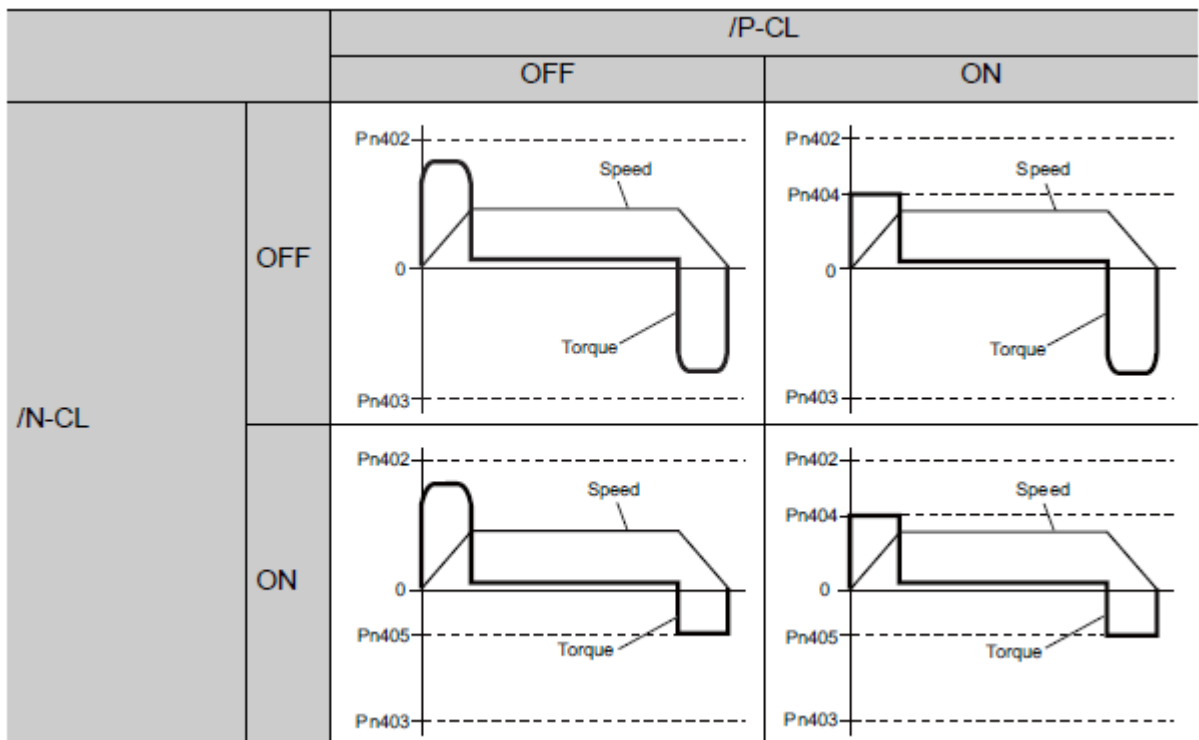 /P-CL
OFF
ON
/N-CL
OFF
Pn402
Speed
0
Torque
Pn403
Pn402
Speed
Pn404
0
Torque
Pn403
ON
Pn402
Speed
0
Pn405
Torque
Pn403
Pn402
Speed
Pn404
0
Pn405
Torque
Pn403